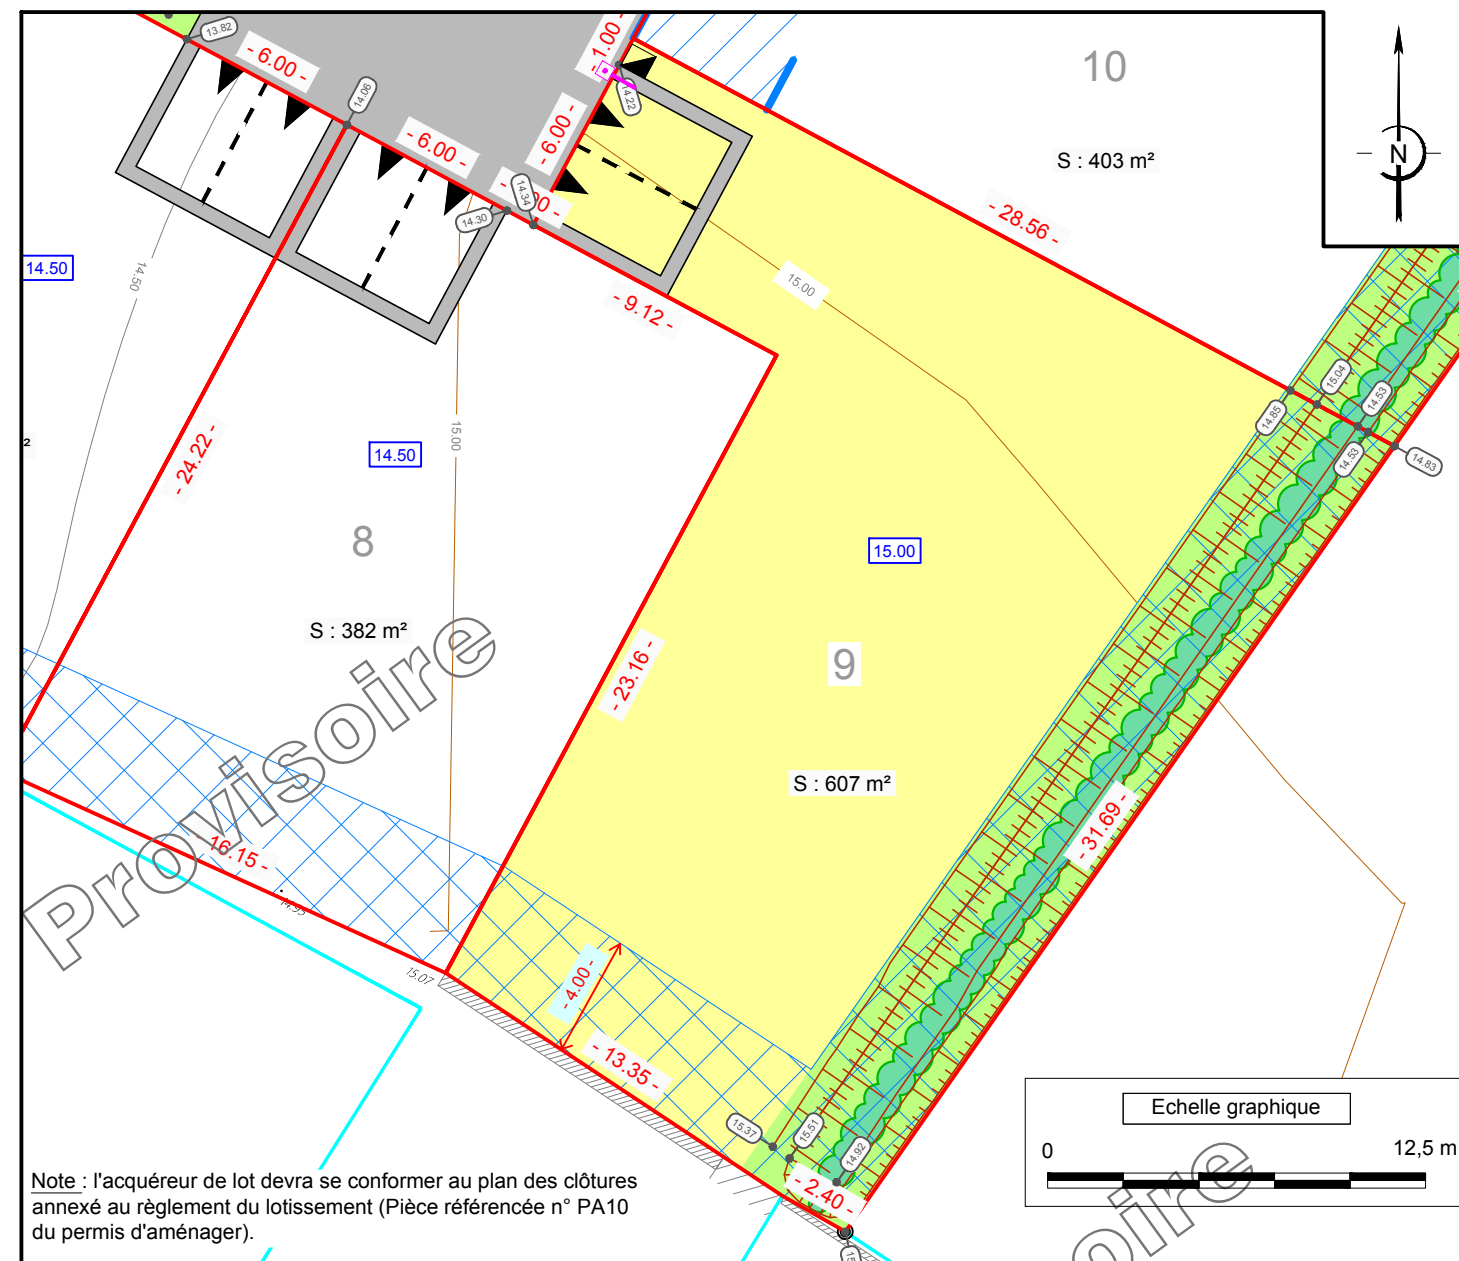 13.82
- 6.00 -
14.06
- 6.00 -
- 1.00 -
14.22
- 6.00 -
14.34
14.30
10
S : 403 m²
N
- 28.56 -
14.50
14.50
15.00
- 9.12 -
15.00
14.50
- 24.22 -
8
S : 382 m²
15.04
14.53
14.85
14.53
14.83
15.00
9
S : 607 m²
- 23.16 -
- 31.69 -
Provisoire
16.15 -
14.95
15.07
- 4.00 -
- 13.35 -
15.37
15.51
14.92
- 2.40 -
Echelle graphique
0
12,5 m
Note : l'acquéreur de lot devra se conformer au plan des clôtures
annexé au règlement du lotissement (Pièce référencée n° PA10
du permis d'aménager).
oire